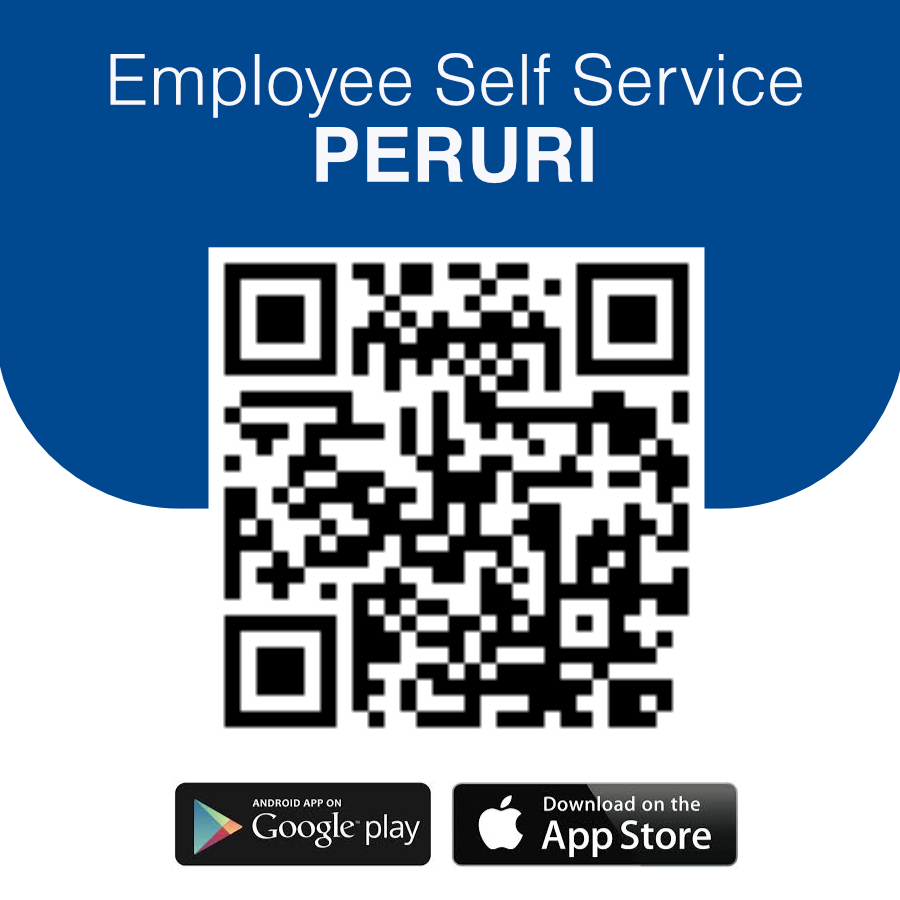 Employee Self Service
PERURI
ANDROID APP ON
Google play
Download on the
App Store